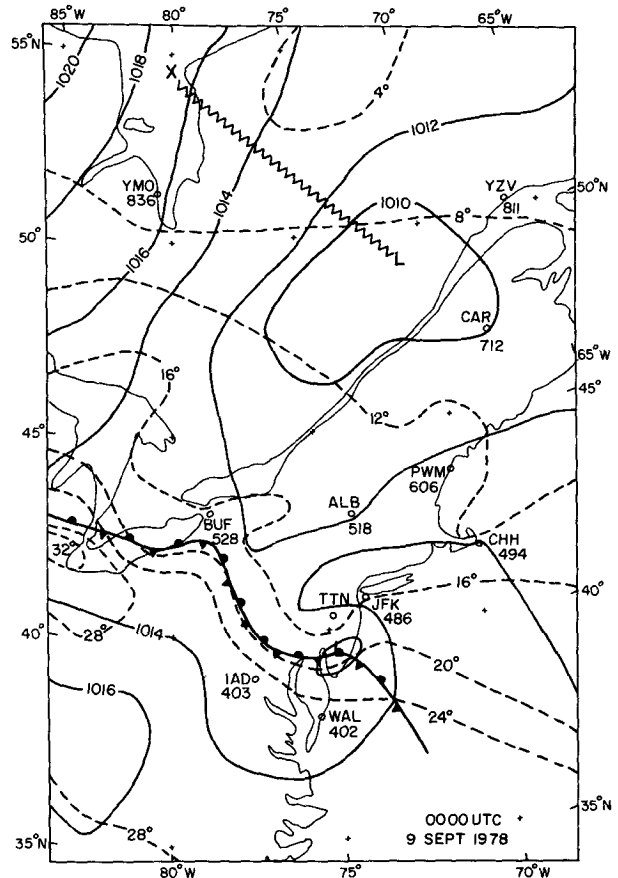 85°W 80° 75° 70° 65°W
55°N
1020
1018
X
4°
1012
YMO
836
1014
1010
YZV
811
50°N
8°
50°
1016
L
CAR
712
16°
65°W
45°
12°
45°
PWM
606
ALB
518
BUF
528
CHH
494
32°
TTN
JFK
486
16°
40°
28°
1014
40°
L
20°
IAD
403
1016
24°
WAL
402
0000 UTC
9 SEPT 1978
35°N
28°
35°N
80°W 75° 70°W